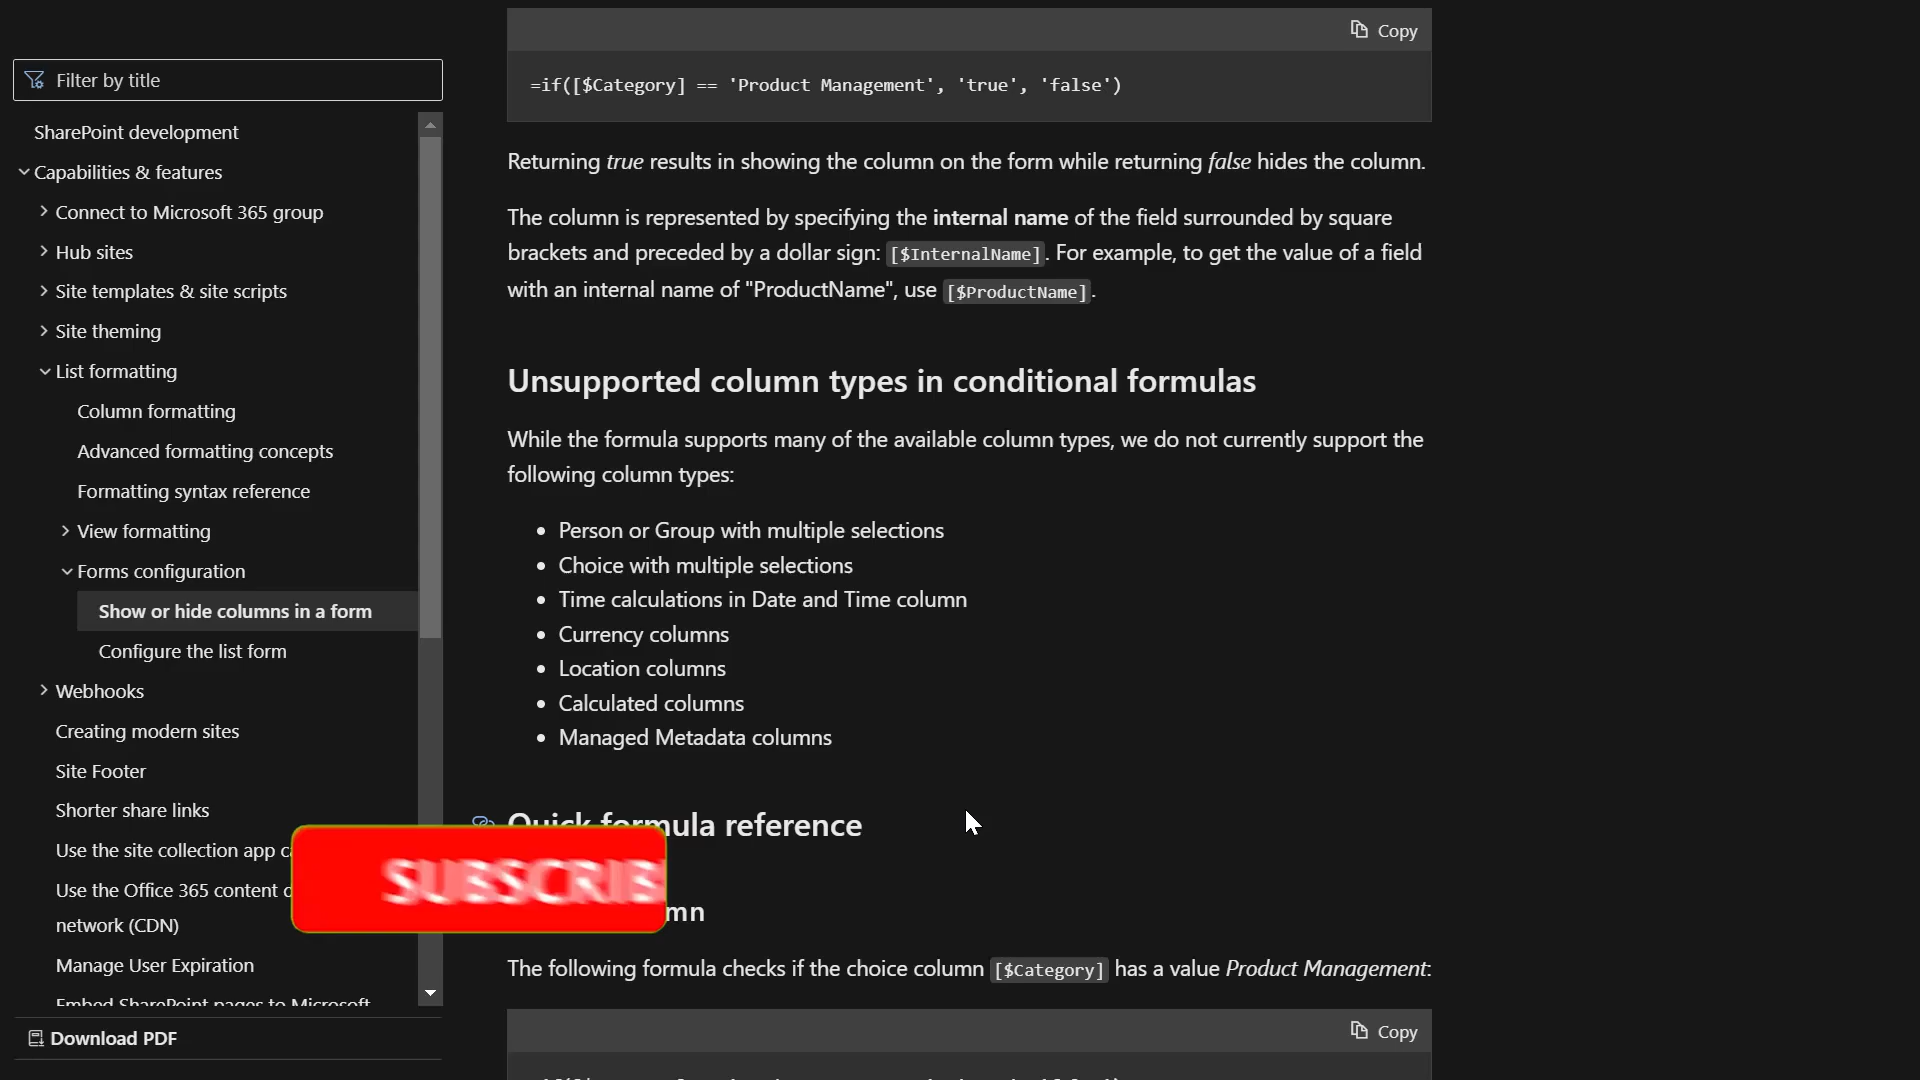 Filter by title
SharePoint development
Capabilities & features
Connect to Microsoft 365 group
Hub sites
Site templates & site scripts
Site theming
List formatting
Column formatting
Advanced formatting concepts
Formatting syntax reference
View formatting
Forms configuration
Show or hide columns in a form
Configure the list form
Webhooks
Creating modern sites
Site Footer
Shorter share links
Use the site collection app
Use the Office 365 content
network (CDN)
Manage User Expiration
Embed SharePoint pages to Microsoft
Download PDF
Copy
=if([$Category] == 'Product Management', 'true', 'false')
Returning true results in showing the column on the form while returning false hides the column.
The column is represented by specifying the internal name of the field surrounded by square
brackets and preceded by a dollar sign: [$InternalName]. For example, to get the value of a field
with an internal name of "ProductName", use [$ProductName].
Unsupported column types in conditional formulas
While the formula supports many of the available column types, we do not currently support the
following column types:
• Person or Group with multiple selections
• Choice with multiple selections
• Time calculations in Date and Time column
• Currency columns
• Location columns
• Calculated columns
• Managed Metadata columns
Quick formula reference
SUBSCRIB
mn
The following formula checks if the choice column [$Category] has a value Product Management:
Copy